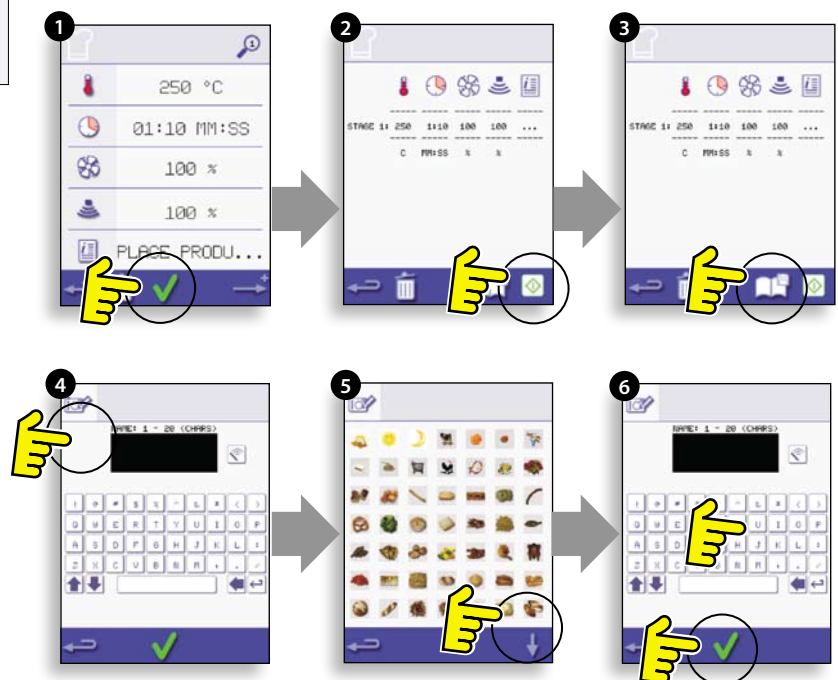 1
1
250 °C
01:10 MM:SS
100 %
100 %
PLACE PRODU...
2
STAGE 1: 250 1:10 100 100 ...
C MM:SS % %
3
STAGE 1: 250 1:10 100 100 ...
C MM:SS % %
4
NAME: 1 - 20 (CHARS)
Q W E R T Y U I O P
A S D F G H J K L :
Z X C V B N M , . /
5
6
NAME: 1 - 20 (CHARS)
Q W E U I O P
A S D H J K L :
Z X C V B N M , . /